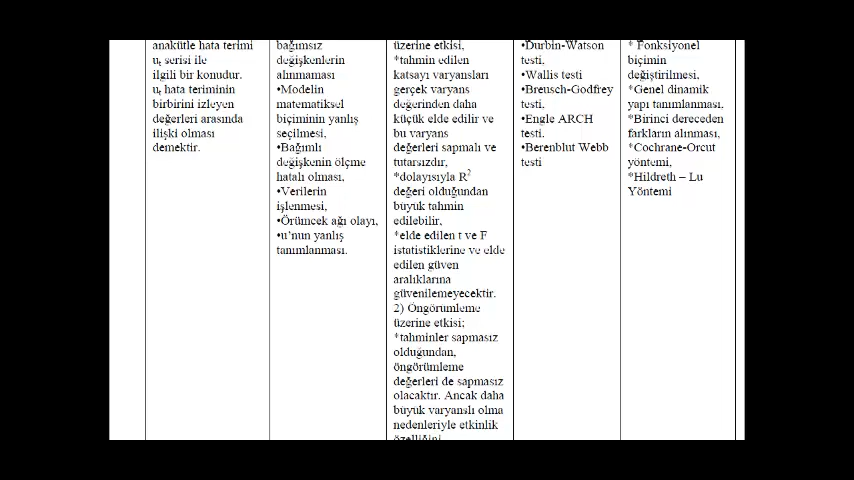 anakütle hata terimi
uₜ serisi ile
ilgili bir konudur.
uₜ hata teriminin
birbirini izleyen
değerleri arasında
ilişki olması
demektir.
bağımsız
değişkenlerin
alınmaması
•Modelin
matematiksel
biçiminin yanlış
seçilmesi,
•Bağımlı
değişkenin ölçme
hatalı olması,
•Verilerin
işlenmesi,
•Örümcek ağı olayı,
•u’nun yanlış
tanımlanması.
üzerine etkisi,
*tahmin edilen
katsayı varyansları
gerçek varyans
değerinden daha
küçük elde edilir ve
bu varyans
değerleri sapmalı ve
tutarsızdır,
*dolayısıyla R²
değeri olduğundan
büyük tahmin
edilebilir,
*elde edilen t ve F
istatistiklerine ve elde
edilen güven
aralıklarına
güvenilemeyecektir.
2) Öngörümleme
üzerine etkisi;
*tahminler sapmasız
olduğundan,
öngörümleme
değerleri de sapmasız
olacaktır. Ancak daha
büyük varyanslı olma
nedenleriyle etkinlik
özelliğini
•Durbin-Watson
testi,
•Wallis testi
•Breusch-Godfrey
testi,
•Engle ARCH
testi.
•Berenblut Webb
testi
* Fonksiyonel
biçimin
değiştirilmesi,
*Genel dinamik
yapı tanımlanması,
*Birinci dereceden
farkların alınması,
*Cochrane-Orcut
yöntemi,
*Hildreth – Lu
Yöntemi